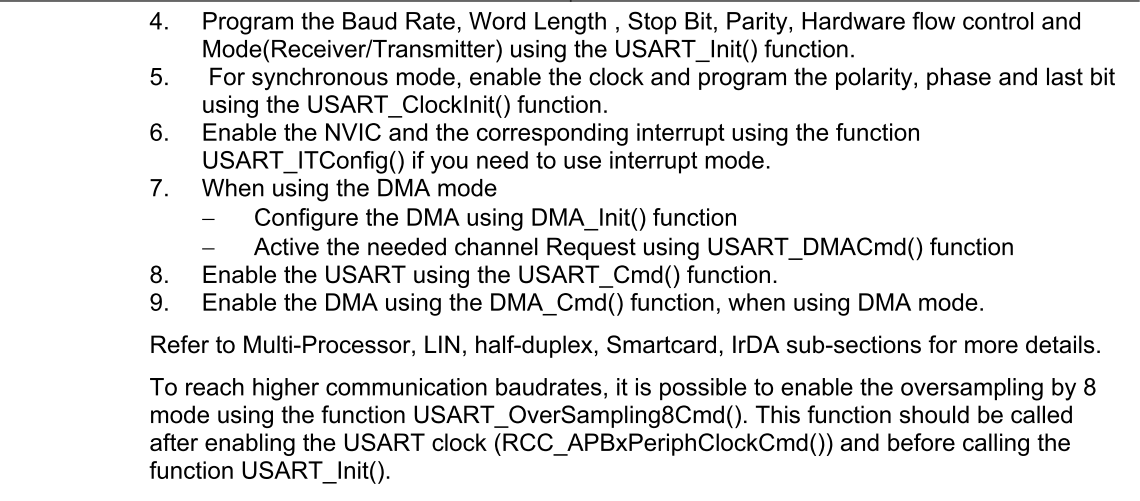 4. Program the Baud Rate, Word Length , Stop Bit, Parity, Hardware flow control and
Mode(Receiver/Transmitter) using the USART_Init() function.
5. For synchronous mode, enable the clock and program the polarity, phase and last bit
using the USART_ClockInit() function.
6. Enable the NVIC and the corresponding interrupt using the function
USART_ITConfig() if you need to use interrupt mode.
7. When using the DMA mode
– Configure the DMA using DMA_Init() function
– Active the needed channel Request using USART_DMACmd() function
8. Enable the USART using the USART_Cmd() function.
9. Enable the DMA using the DMA_Cmd() function, when using DMA mode.
Refer to Multi-Processor, LIN, half-duplex, Smartcard, IrDA sub-sections for more details.
To reach higher communication baudrates, it is possible to enable the oversampling by 8
mode using the function USART_OverSampling8Cmd(). This function should be called
after enabling the USART clock (RCC_APBxPeriphClockCmd()) and before calling the
function USART_Init().